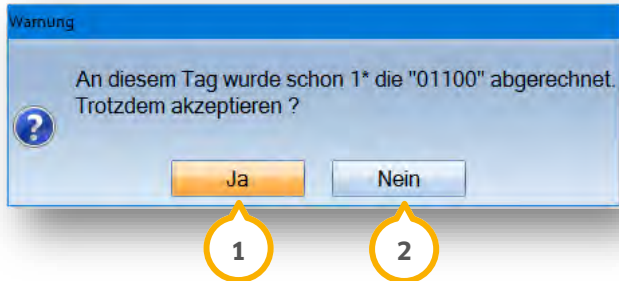 Warnung
An diesem Tag wurde schon 1* die "01100" abgerechnet.
Trotzdem akzeptieren ?
Ja
Nein
1
2